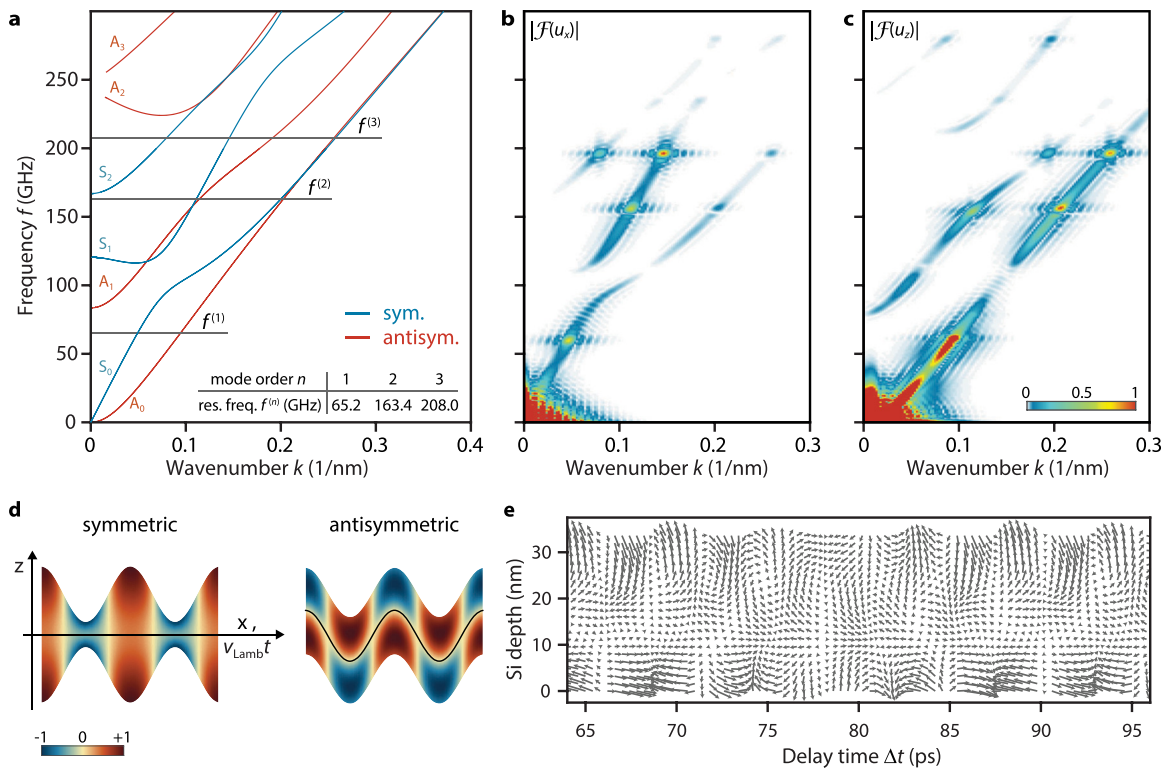 a
b
c
|ℱ(uₓ)|
|ℱ(u_z)|
A₃
A₂
S₂
S₁
A₁
S₀
A₀
f⁽³⁾
f⁽²⁾
f⁽¹⁾
sym.
antisym.
mode order n 1 2 3
res. freq. f⁽ⁿ⁾ (GHz) 65.2 163.4 208.0
250
200
150
100
50
0
Frequency f (GHz)
0 0.1 0.2 0.3 0.4
Wavenumber k (1/nm)
0 0.1 0.2 0.3
Wavenumber k (1/nm)
0 0.5 1
0 0.1 0.2 0.3
Wavenumber k (1/nm)
d
symmetric
antisymmetric
z
x ,
v_Lamb t
-1 0 +1
e
30
20
10
0
Si depth (nm)
65 70 75 80 85 90 95
Delay time Δt (ps)